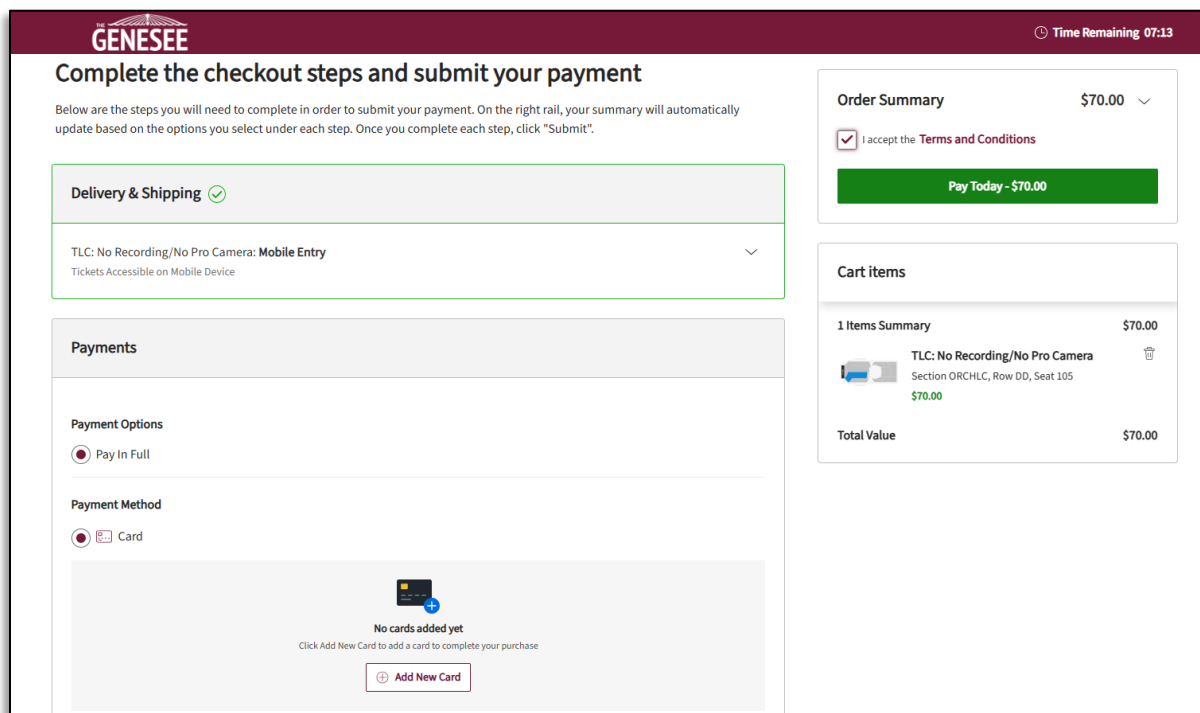 THE
GENESEE
Time Remaining 07:13
Complete the checkout steps and submit your payment
Below are the steps you will need to complete in order to submit your payment. On the right rail, your summary will automatically
update based on the options you select under each step. Once you complete each step, click "Submit".
Delivery & Shipping
TLC: No Recording/No Pro Camera: Mobile Entry
Tickets Accessible on Mobile Device
Payments
Payment Options
Pay In Full
Payment Method
Card
No cards added yet
Click Add New Card to add a card to complete your purchase
Add New Card
Order Summary $70.00
I accept the Terms and Conditions
Pay Today - $70.00
Cart items
1 Items Summary $70.00
TLC: No Recording/No Pro Camera
Section ORCHLC, Row DD, Seat 105
$70.00
Total Value $70.00